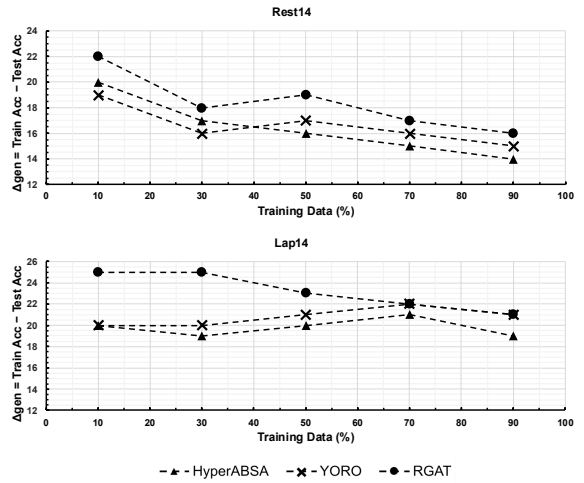 Rest14
Δgen = Train Acc – Test Acc
24
22
20
18
16
14
12
0 10 20 30 40 50 60 70 80 90 100
Training Data (%)
Lap14
Δgen = Train Acc – Test Acc
26
24
22
20
18
16
14
12
0 10 20 30 40 50 60 70 80 90 100
Training Data (%)
HyperABSA YORO RGAT